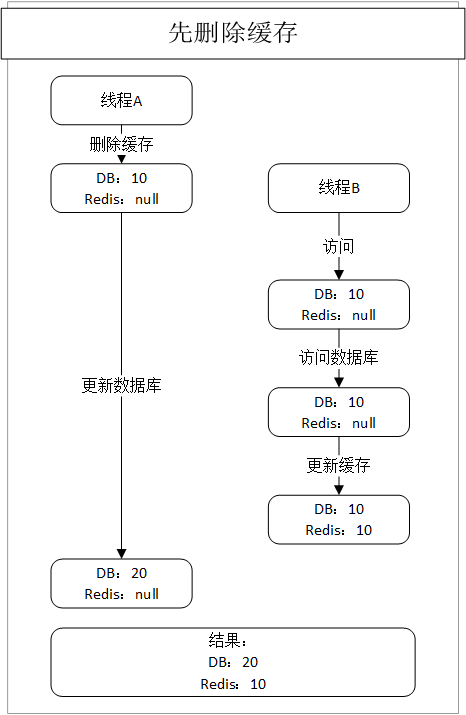 先删除缓存
线程A
删除缓存
DB：10
Redis：null
更新数据库
DB：20
Redis：null
线程B
访问
DB：10
Redis：null
访问数据库
DB：10
Redis：null
更新缓存
DB：10
Redis：10
结果：
DB：20
Redis：10